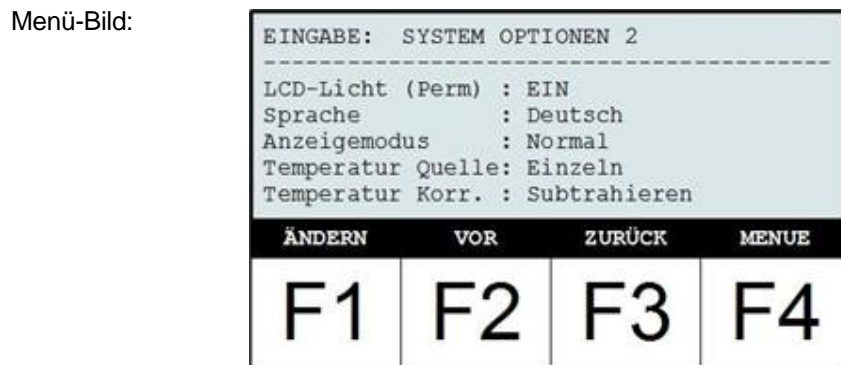 Menü-Bild:
EINGABE: SYSTEM OPTIONEN 2
-----------------------------------------
LCD-Licht (Perm) : EIN
Sprache : Deutsch
Anzeigemodus : Normal
Temperatur Quelle: Einzeln
Temperatur Korr. : Subtrahieren
ÄNDERN VOR ZURÜCK MENUE
F1 F2 F3 F4